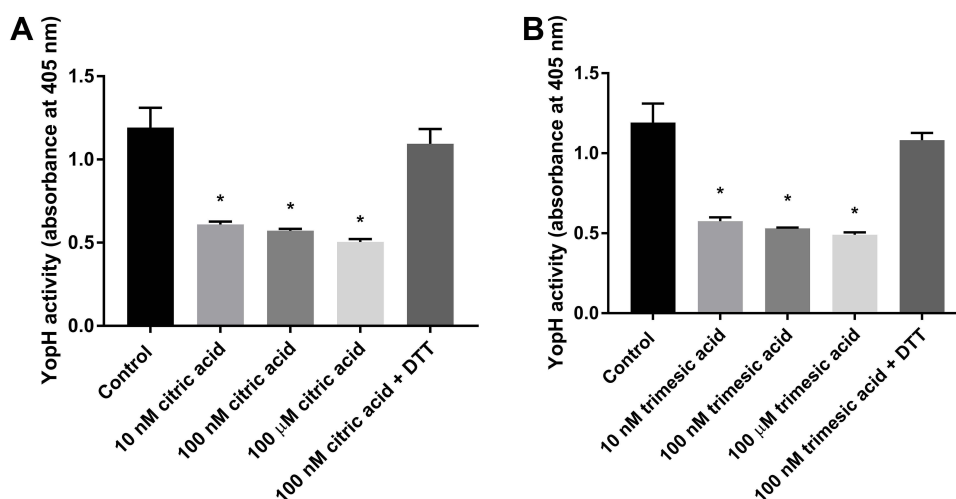 A
YopH activity (absorbance at 405 nm)
1.5
1.0
0.5
0.0
*
*
*
Control
10 nM citric acid
100 nM citric acid
100 μM citric acid
100 nM citric acid + DTT
B
YopH activity (absorbance at 405 nm)
1.5
1.0
0.5
0.0
*
*
*
Control
10 nM trimesic acid
100 nM trimesic acid
100 μM trimesic acid
100 nM trimesic acid + DTT